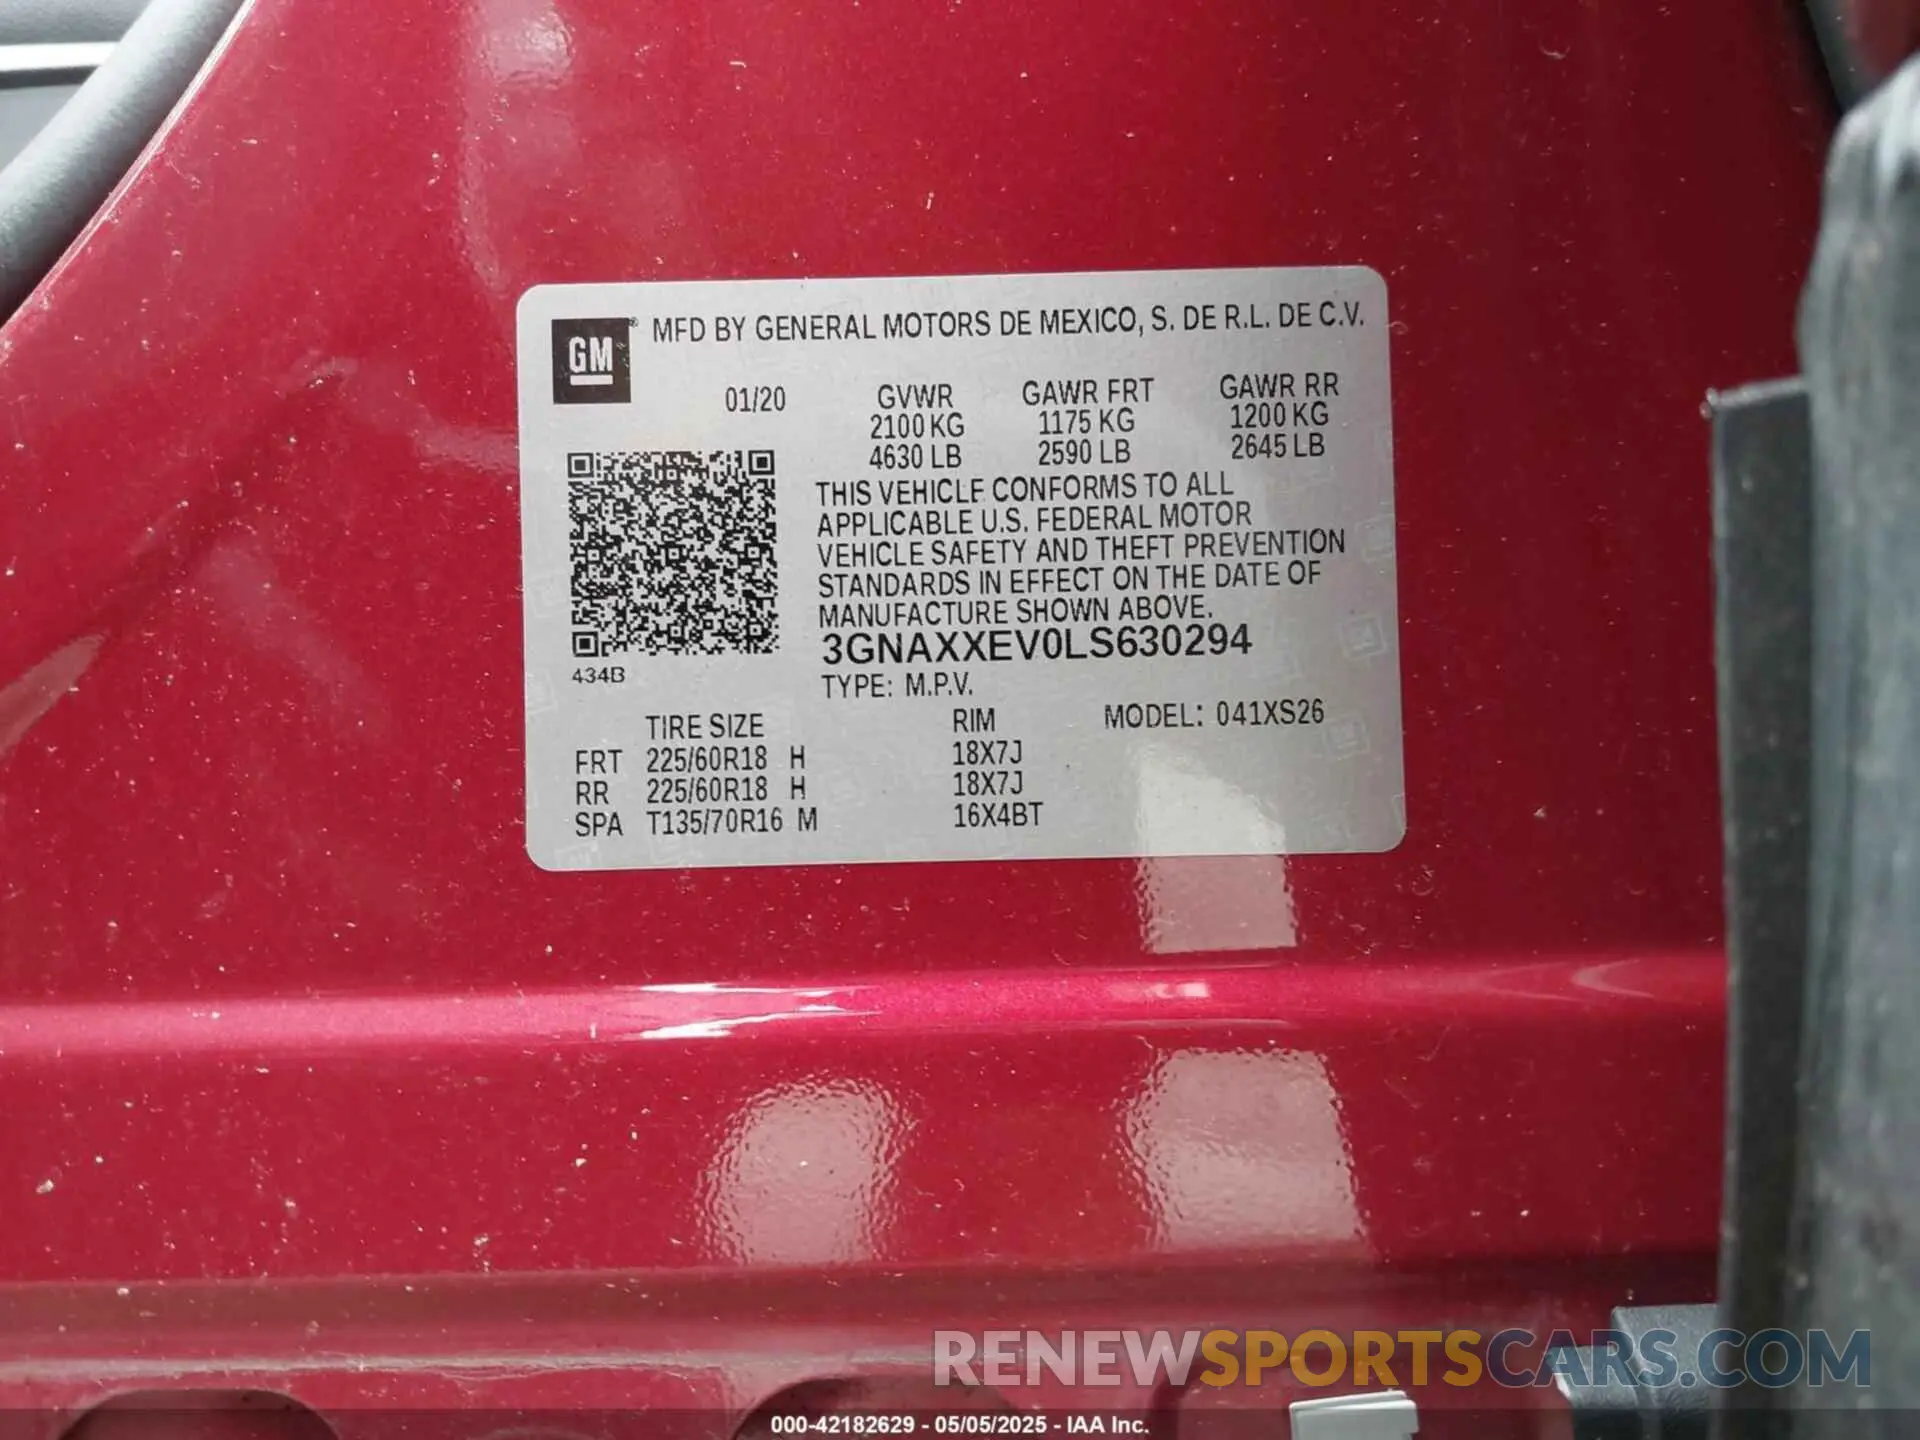 GM ® MFD BY GENERAL MOTORS DE MEXICO, S. DE R.L. DE C.V.
01/20 GVWR GAWR FRT GAWR RR
2100 KG 1175 KG 1200 KG
4630 LB 2590 LB 2645 LB
THIS VEHICLE CONFORMS TO ALL
APPLICABLE U.S. FEDERAL MOTOR
VEHICLE SAFETY AND THEFT PREVENTION
STANDARDS IN EFFECT ON THE DATE OF
MANUFACTURE SHOWN ABOVE.
3GNAXXEV0LS630294
434B
TYPE: M.P.V.
TIRE SIZE RIM MODEL: 041XS26
FRT 225/60R18 H 18X7J
RR 225/60R18 H 18X7J
SPA T135/70R16 M 16X4BT
RENEWSPORTSCARS.COM
000-42182629 - 05/05/2025 - IAA Inc.